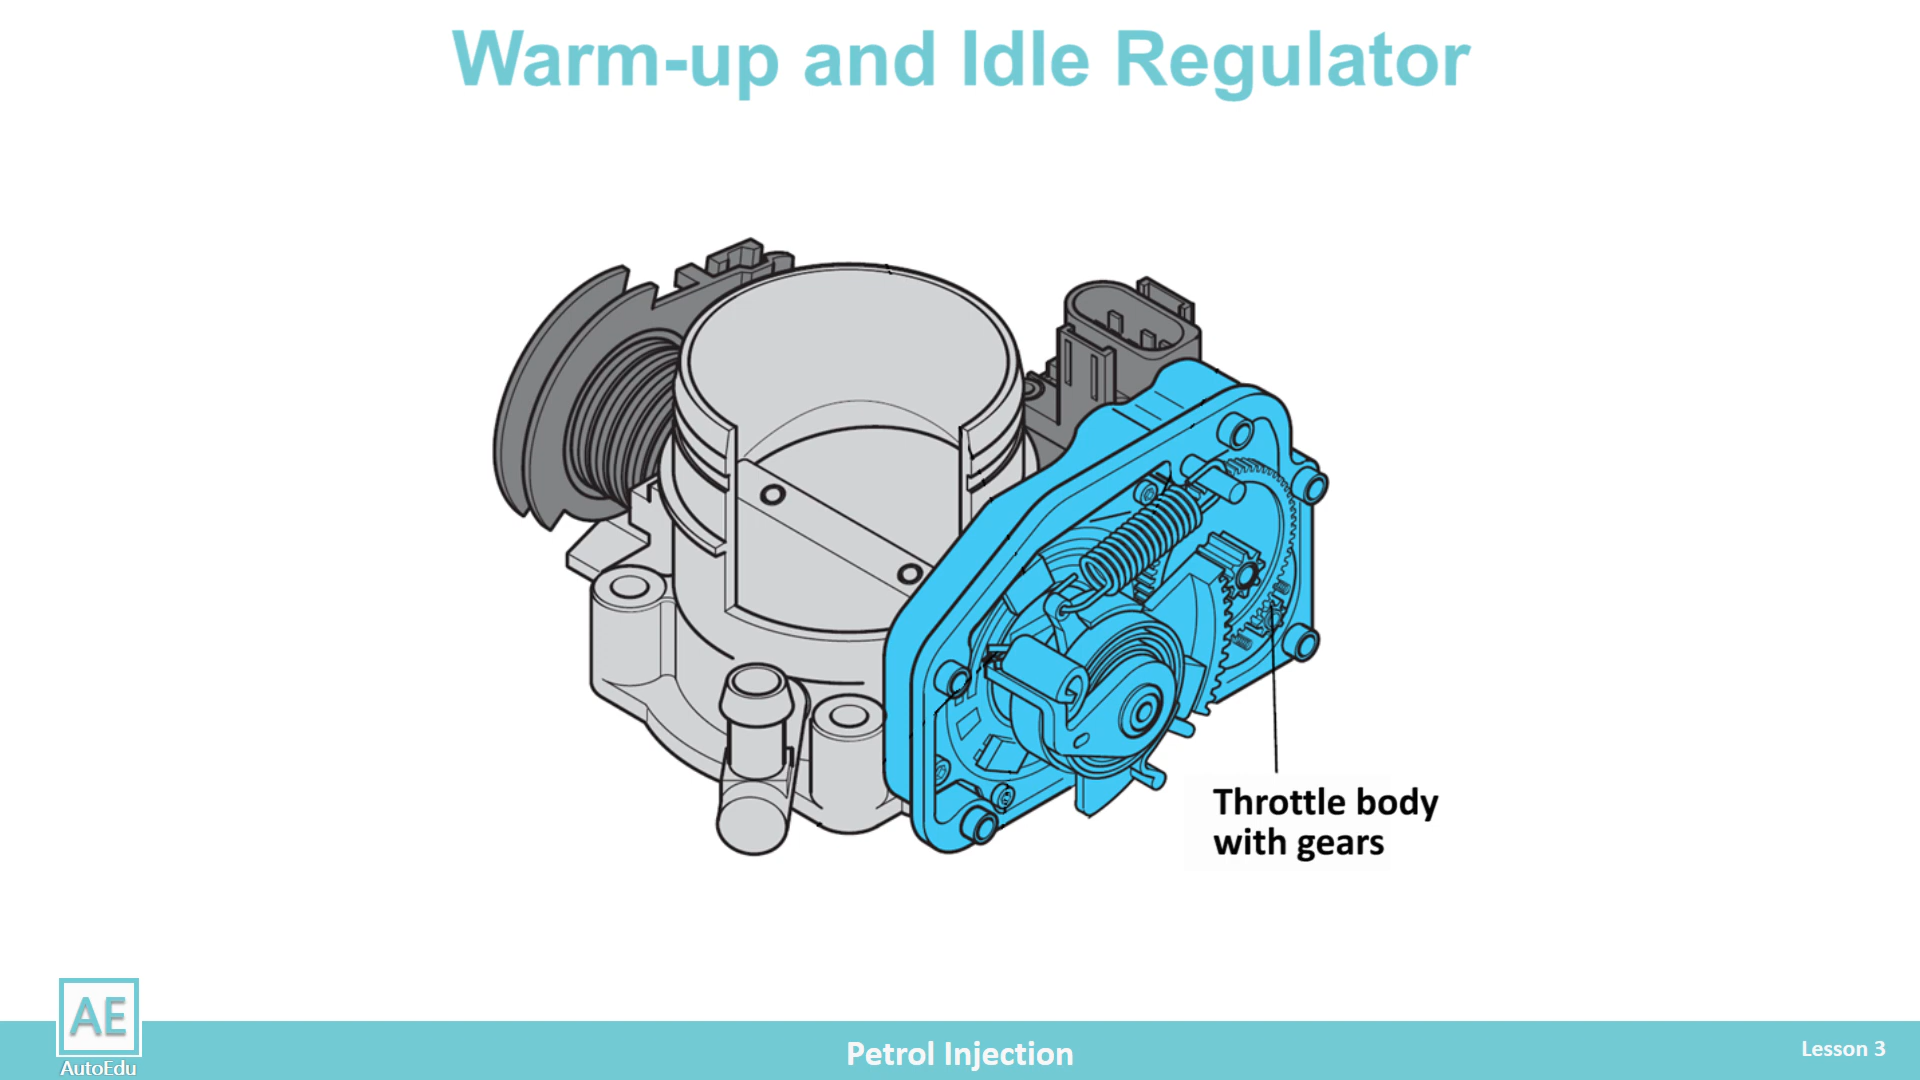 Warm-up and Idle Regulator
Throttle body
with gears
AE
AutoEdu
Petrol Injection
Lesson 3